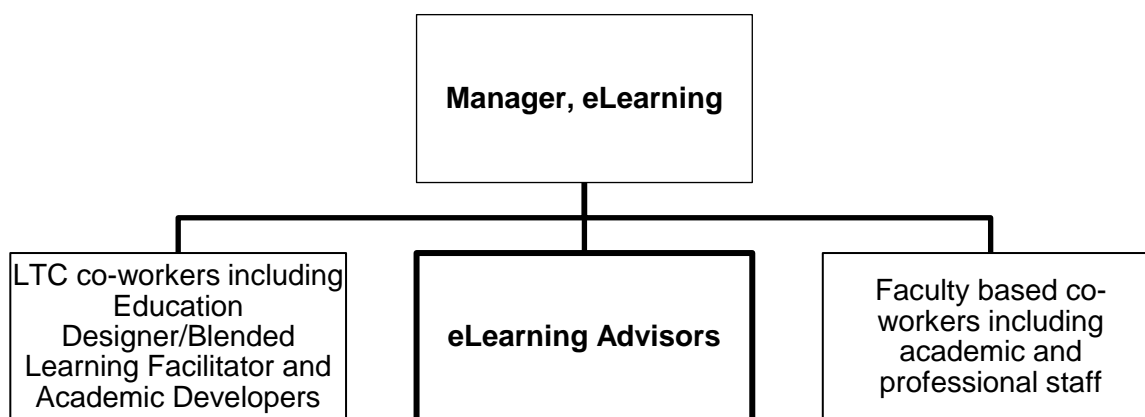 Manager, eLearning
LTC co-workers including
Education
Designer/Blended
Learning Facilitator and
Academic Developers
eLearning Advisors
Faculty based co-
workers including
academic and
professional staff